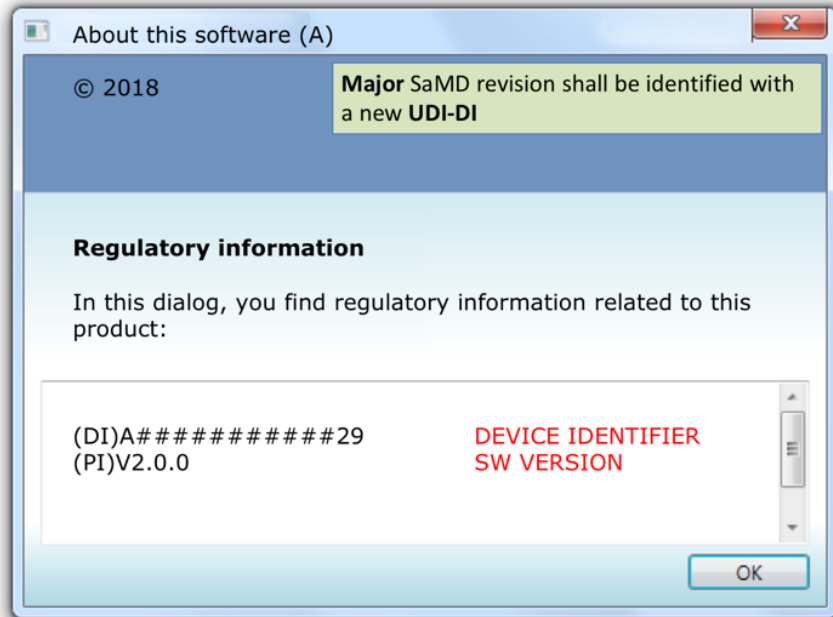 About this software (A)
© 2018
Major SaMD revision shall be identified with
a new UDI-DI
Regulatory information
In this dialog, you find regulatory information related to this
product:
(DI)A###########29 DEVICE IDENTIFIER
(PI)V2.0.0 SW VERSION
OK